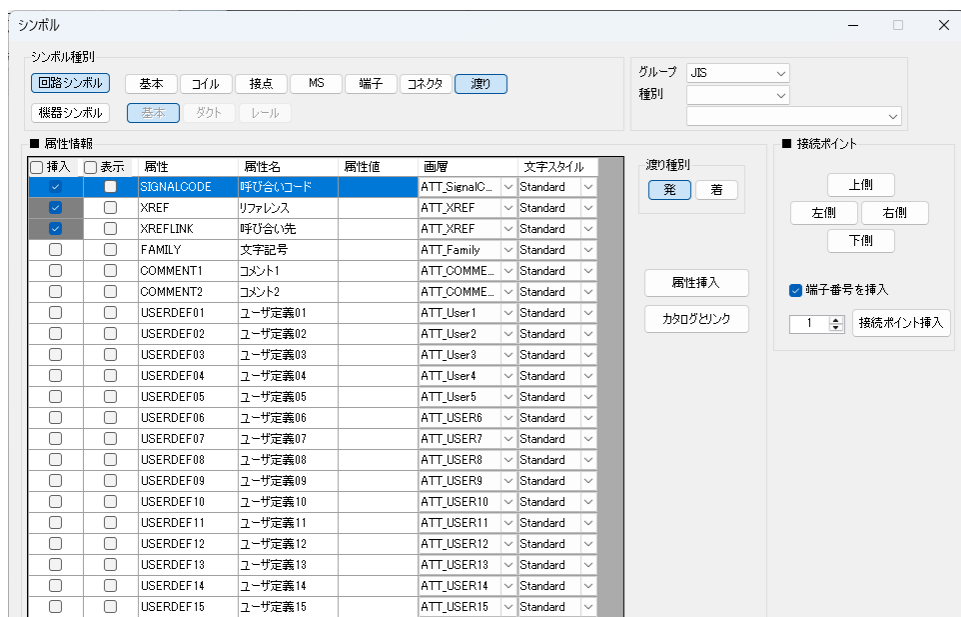 シンボル
シンボル種別
回路シンボル 基本 コイル 接点 MS 端子 コネクタ 渡り
機器シンボル 基本 ダクト レール
グループ JIS
種別
■ 属性情報
挿入 表示 属性 属性名 属性値 画層 文字スタイル
SIGNALCODE 呼び合いコード ATT_SignalC... Standard
XREF リファレンス ATT_XREF Standard
XREFLINK 呼び合い先 ATT_XREF Standard
FAMILY 文字記号 ATT_Family Standard
COMMENT1 コメント1 ATT_COMME... Standard
COMMENT2 コメント2 ATT_COMME... Standard
USERDEF01 ユーザ定義01 ATT_User1 Standard
USERDEF02 ユーザ定義02 ATT_User2 Standard
USERDEF03 ユーザ定義03 ATT_User3 Standard
USERDEF04 ユーザ定義04 ATT_User4 Standard
USERDEF05 ユーザ定義05 ATT_User5 Standard
USERDEF06 ユーザ定義06 ATT_USER6 Standard
USERDEF07 ユーザ定義07 ATT_USER7 Standard
USERDEF08 ユーザ定義08 ATT_USER8 Standard
USERDEF09 ユーザ定義09 ATT_USER9 Standard
USERDEF10 ユーザ定義10 ATT_USER10 Standard
USERDEF11 ユーザ定義11 ATT_USER11 Standard
USERDEF12 ユーザ定義12 ATT_USER12 Standard
USERDEF13 ユーザ定義13 ATT_USER13 Standard
USERDEF14 ユーザ定義14 ATT_USER14 Standard
USERDEF15 ユーザ定義15 ATT_USER15 Standard
渡り種別
発 着
属性挿入
カタログとリンク
■ 接続ポイント
上側
左側 右側
下側
端子番号を挿入
1 接続ポイント挿入